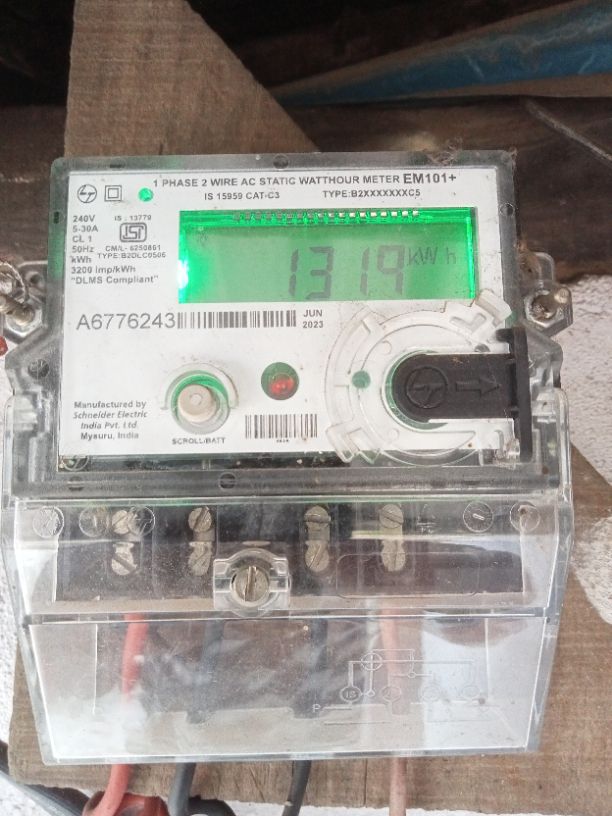 1 PHASE 2 WIRE AC STATIC WATTHOUR METER EM101+
IS 15959 CAT-C3 TYPE:B2XXXXXXXC5
240V
5-30A
CL 1
50Hz
kWh
3200 imp/kWh
"DLMS Compliant"
IS : 13779
ISI
CM/L- 6250861
TYPE:B2DLC0506
1319 kWh
A6776243
JUN
2023
Manufactured by
Schneider Electric
India Pvt. Ltd.
Mysuru, India
SCROLL/BATT
P